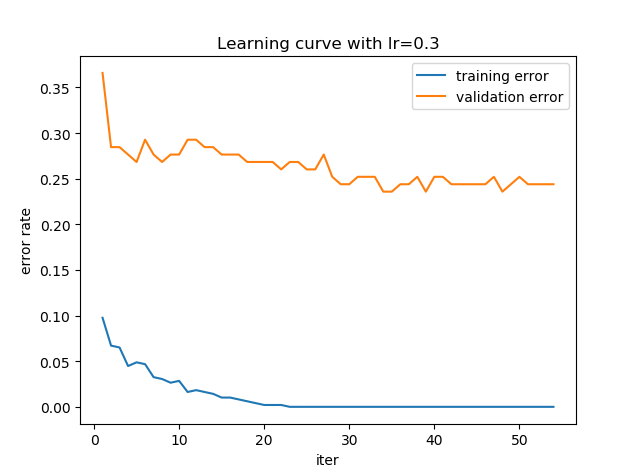 Learning curve with lr=0.3
training error
validation error
error rate
0.35
0.30
0.25
0.20
0.15
0.10
0.05
0.00
0 10 20 30 40 50
iter